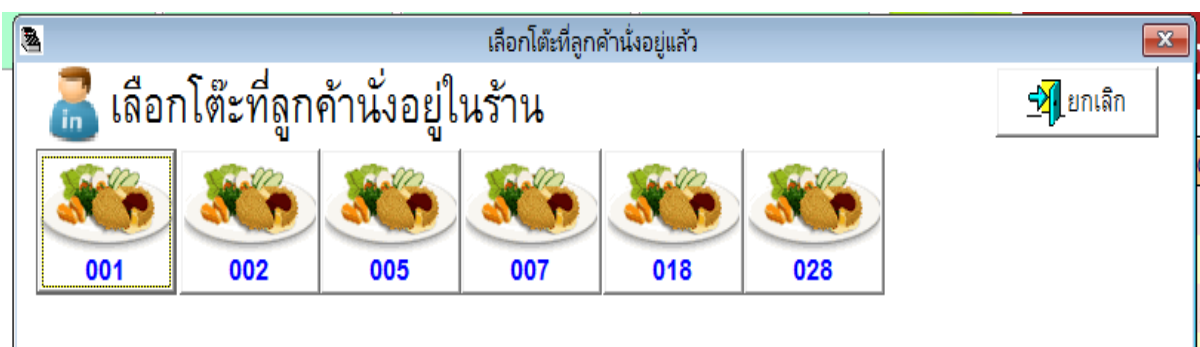 เลือกโต๊ะที่ลูกค้านั่งอยู่แล้ว
in เลือกโต๊ะที่ลูกค้านั่งอยู่ในร้าน
ยกเลิก
001 002 005 007 018 028